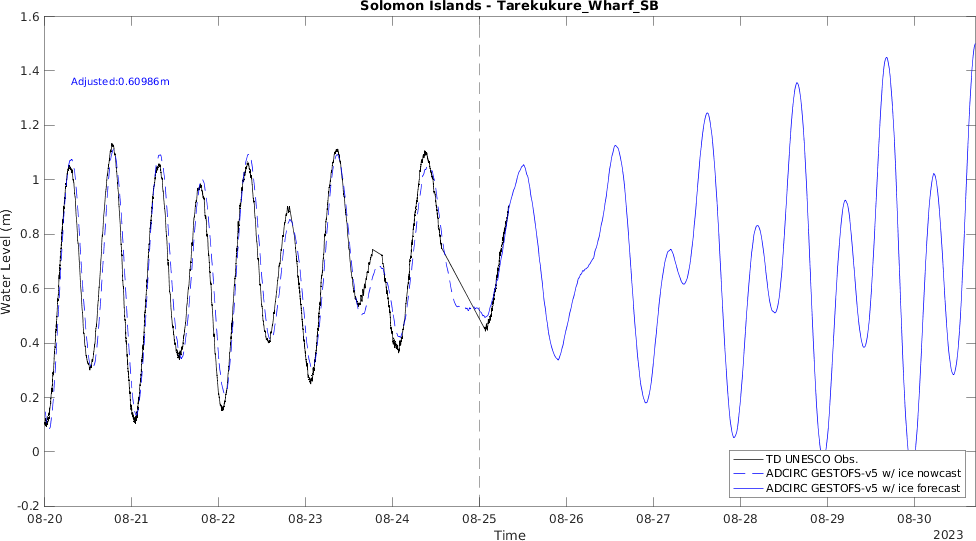 Solomon Islands - Tarekukure_Wharf_SB
1.6
1.4
1.2
1
0.8
0.6
0.4
0.2
0
-0.2
Water Level (m)
Adjusted:0.60986m
TD UNESCO Obs.
ADCIRC GESTOFS-v5 w/ ice nowcast
ADCIRC GESTOFS-v5 w/ ice forecast
08-20 08-21 08-22 08-23 08-24 08-25 08-26 08-27 08-28 08-29 08-30
Time
2023